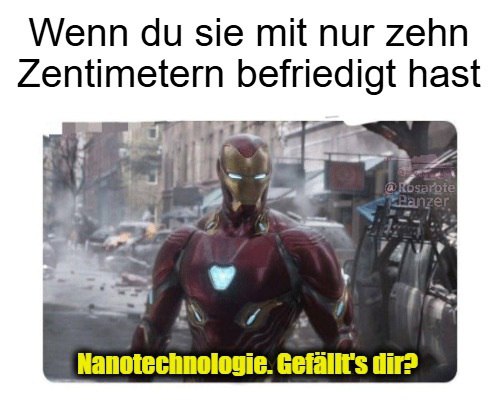 Wenn du sie mit nur zehn
Zentimetern befriedigt hast
@Rosarote
Panzer
Nanotechnologie. Gefällt's dir?